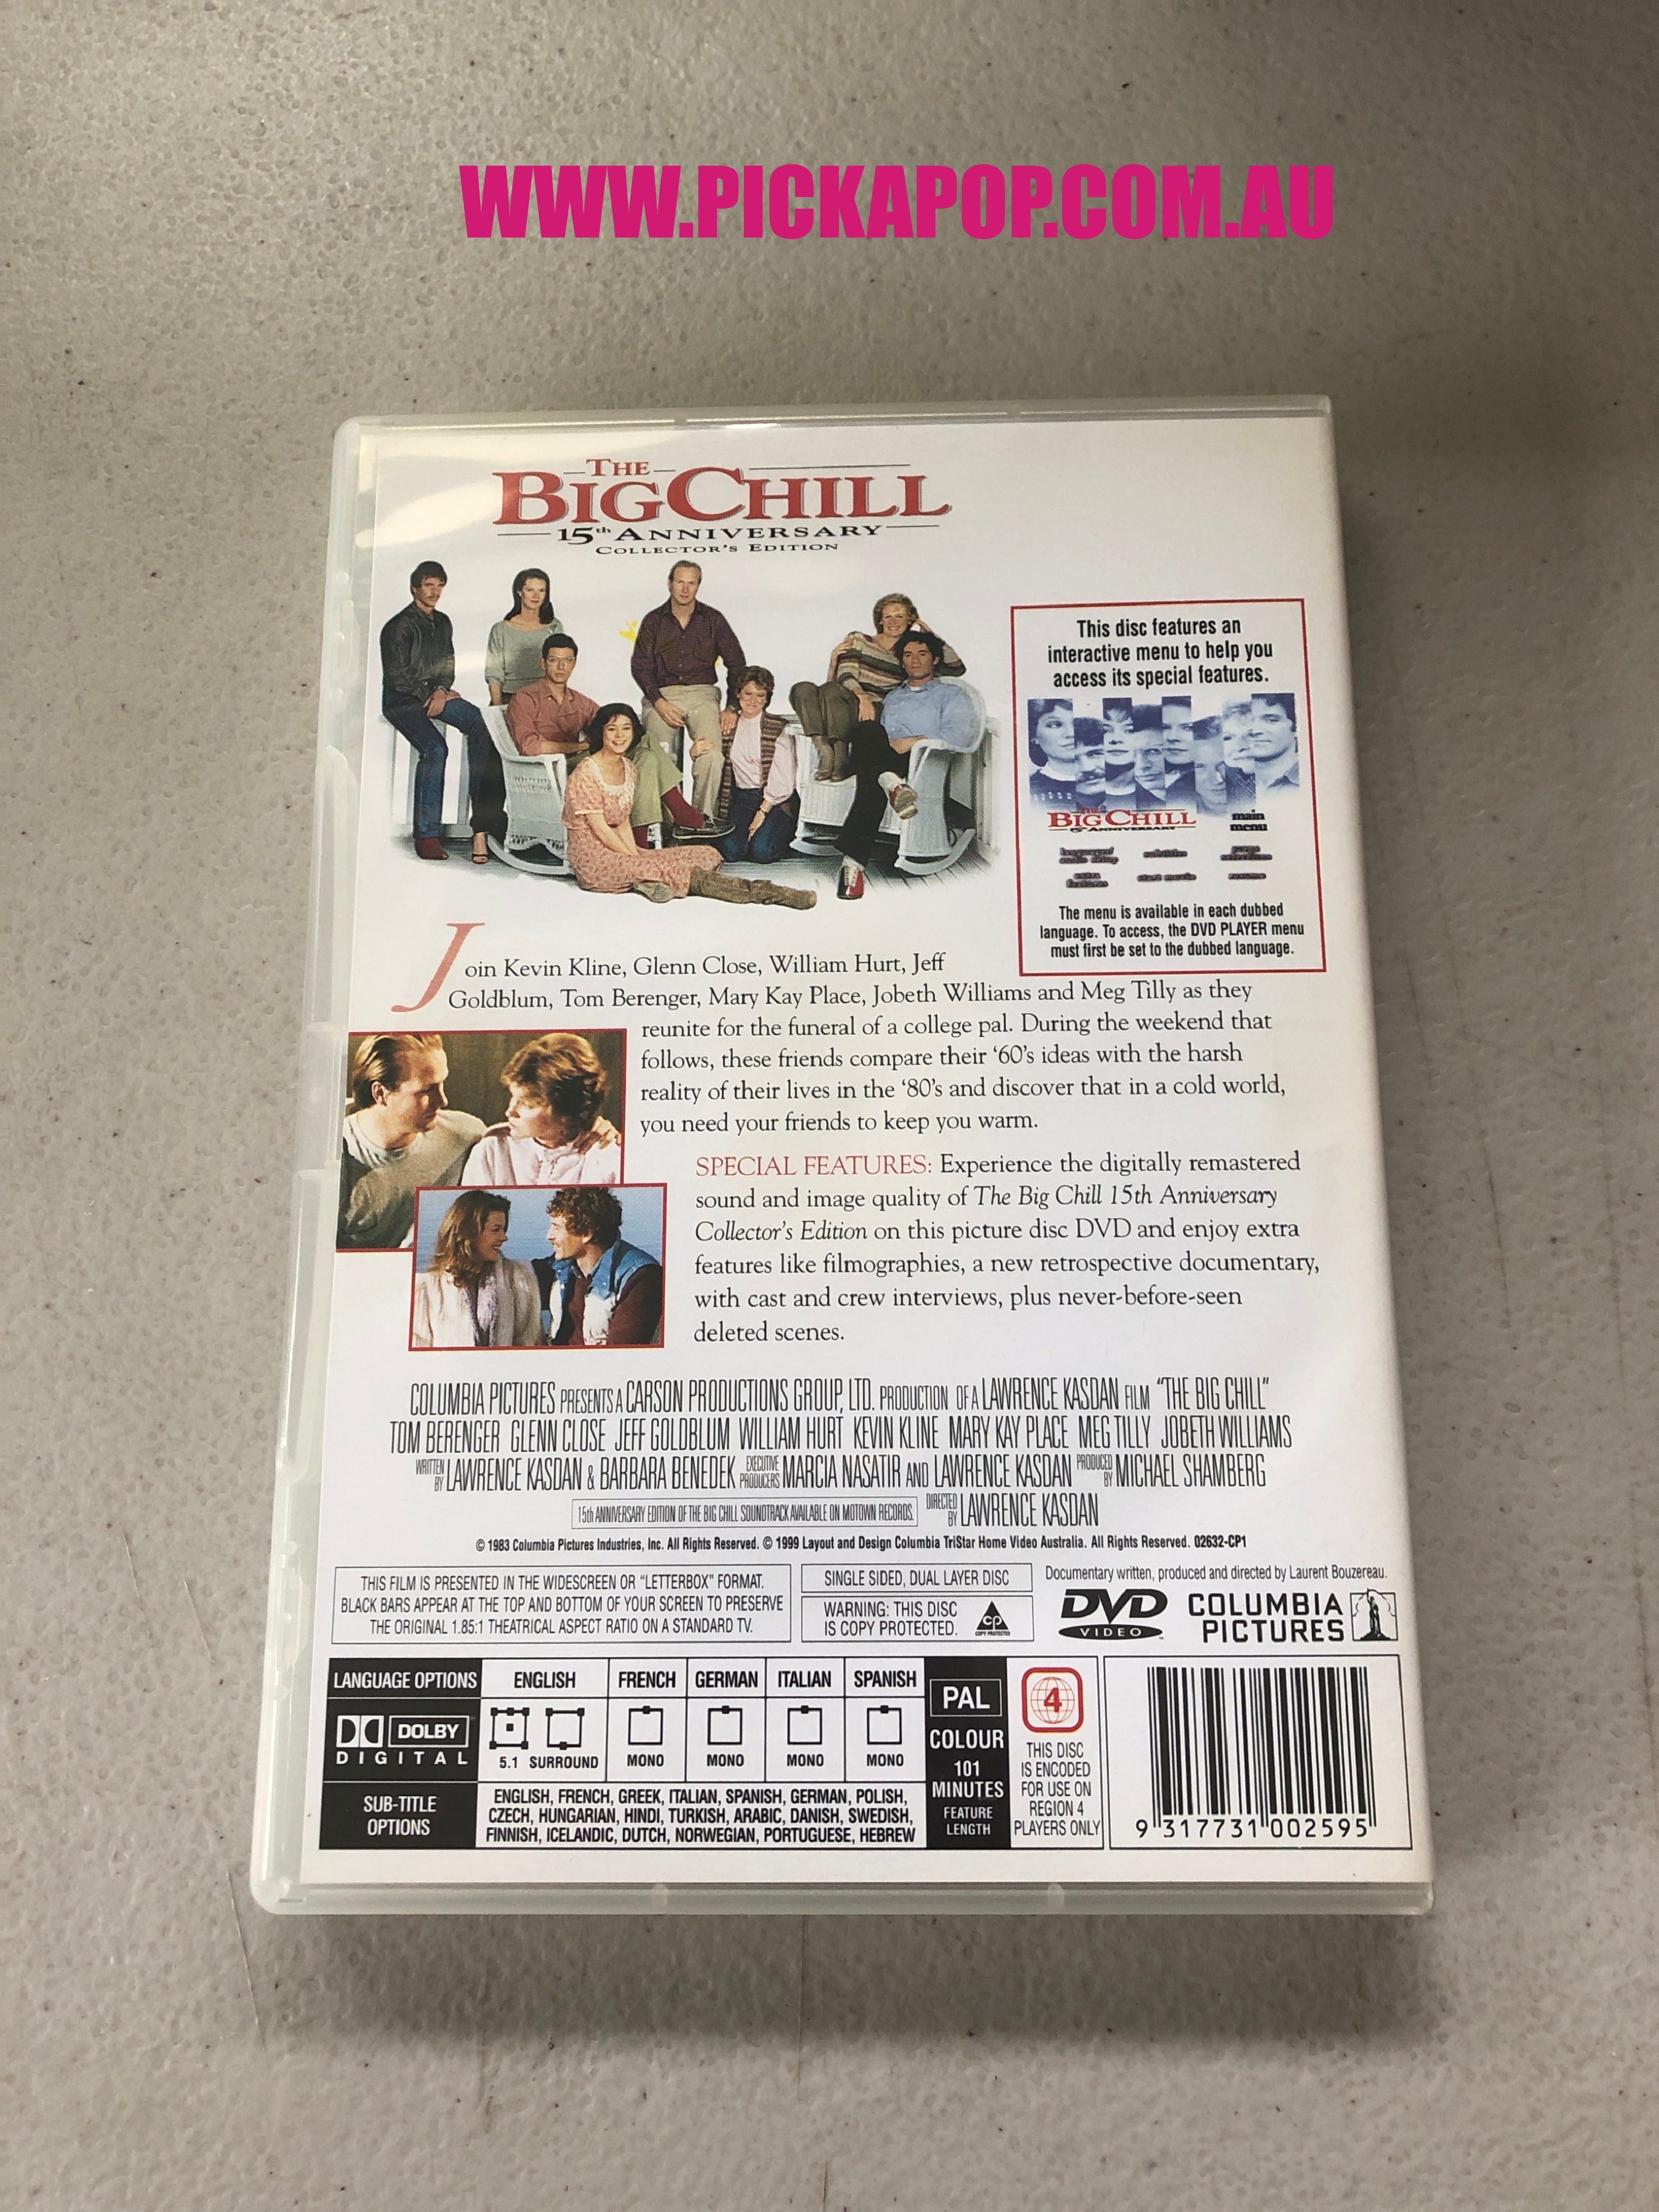 WWW.PICKAPOP.COM.AU
THE
BIG CHILL
15th ANNIVERSARY
COLLECTOR'S EDITION
This disc features an
interactive menu to help you
access its special features.
THE
BIG CHILL
15th ANNIVERSARY
main
menu
subtitles
scene
selections
extra
features
start movie
resume
The menu is available in each dubbed
language. To access, the DVD PLAYER menu
must first be set to the dubbed language.
Join Kevin Kline, Glenn Close, William Hurt, Jeff
Goldblum, Tom Berenger, Mary Kay Place, Jobeth Williams and Meg Tilly as they
reunite for the funeral of a college pal. During the weekend that
follows, these friends compare their '60's ideas with the harsh
reality of their lives in the '80's and discover that in a cold world,
you need your friends to keep you warm.
SPECIAL FEATURES: Experience the digitally remastered
sound and image quality of The Big Chill 15th Anniversary
Collector's Edition on this picture disc DVD and enjoy extra
features like filmographies, a new retrospective documentary,
with cast and crew interviews, plus never-before-seen
deleted scenes.
COLUMBIA PICTURES PRESENTS A CARSON PRODUCTIONS GROUP, LTD. PRODUCTION OF A LAWRENCE KASDAN FILM "THE BIG CHILL"
TOM BERENGER GLENN CLOSE JEFF GOLDBLUM WILLIAM HURT KEVIN KLINE MARY KAY PLACE MEG TILLY JOBETH WILLIAMS
WRITTEN BY LAWRENCE KASDAN & BARBARA BENEDEK EXECUTIVE PRODUCERS MARCIA NASATIR AND LAWRENCE KASDAN PRODUCED BY MICHAEL SHAMBERG
15th ANNIVERSARY EDITION OF THE BIG CHILL SOUNDTRACK AVAILABLE ON MOTOWN RECORDS. DIRECTED BY LAWRENCE KASDAN
© 1983 Columbia Pictures Industries, Inc. All Rights Reserved. © 1999 Layout and Design Columbia TriStar Home Video Australia. All Rights Reserved. 02632-CP1
THIS FILM IS PRESENTED IN THE WIDESCREEN OR "LETTERBOX" FORMAT.
BLACK BARS APPEAR AT THE TOP AND BOTTOM OF YOUR SCREEN TO PRESERVE
THE ORIGINAL 1.85:1 THEATRICAL ASPECT RATIO ON A STANDARD TV.
SINGLE SIDED, DUAL LAYER DISC
WARNING: THIS DISC
IS COPY PROTECTED.
CP
COPY PROTECTED
Documentary written, produced and directed by Laurent Bouzereau.
DVD
VIDEO
COLUMBIA
PICTURES
LANGUAGE OPTIONS ENGLISH FRENCH GERMAN ITALIAN SPANISH
DOLBY
DIGITAL
5.1 SURROUND MONO MONO MONO MONO
SUB-TITLE
OPTIONS
ENGLISH, FRENCH, GREEK, ITALIAN, SPANISH, GERMAN, POLISH,
CZECH, HUNGARIAN, HINDI, TURKISH, ARABIC, DANISH, SWEDISH,
FINNISH, ICELANDIC, DUTCH, NORWEGIAN, PORTUGUESE, HEBREW
PAL
COLOUR
101
MINUTES
FEATURE
LENGTH
4
THIS DISC
IS ENCODED
FOR USE ON
REGION 4
PLAYERS ONLY
9 317731 002595